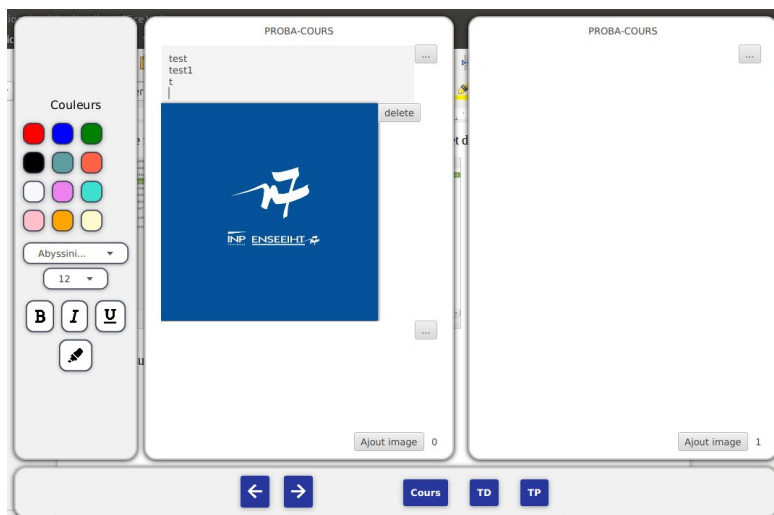 PROBA-COURS
PROBA-COURS
Couleurs
Abyssini...
12
B
I
U
test
test1
t
...
delete
n7
INP ENSEEIHT
...
Ajout image 0
...
Ajout image 1
Cours
TD
TP